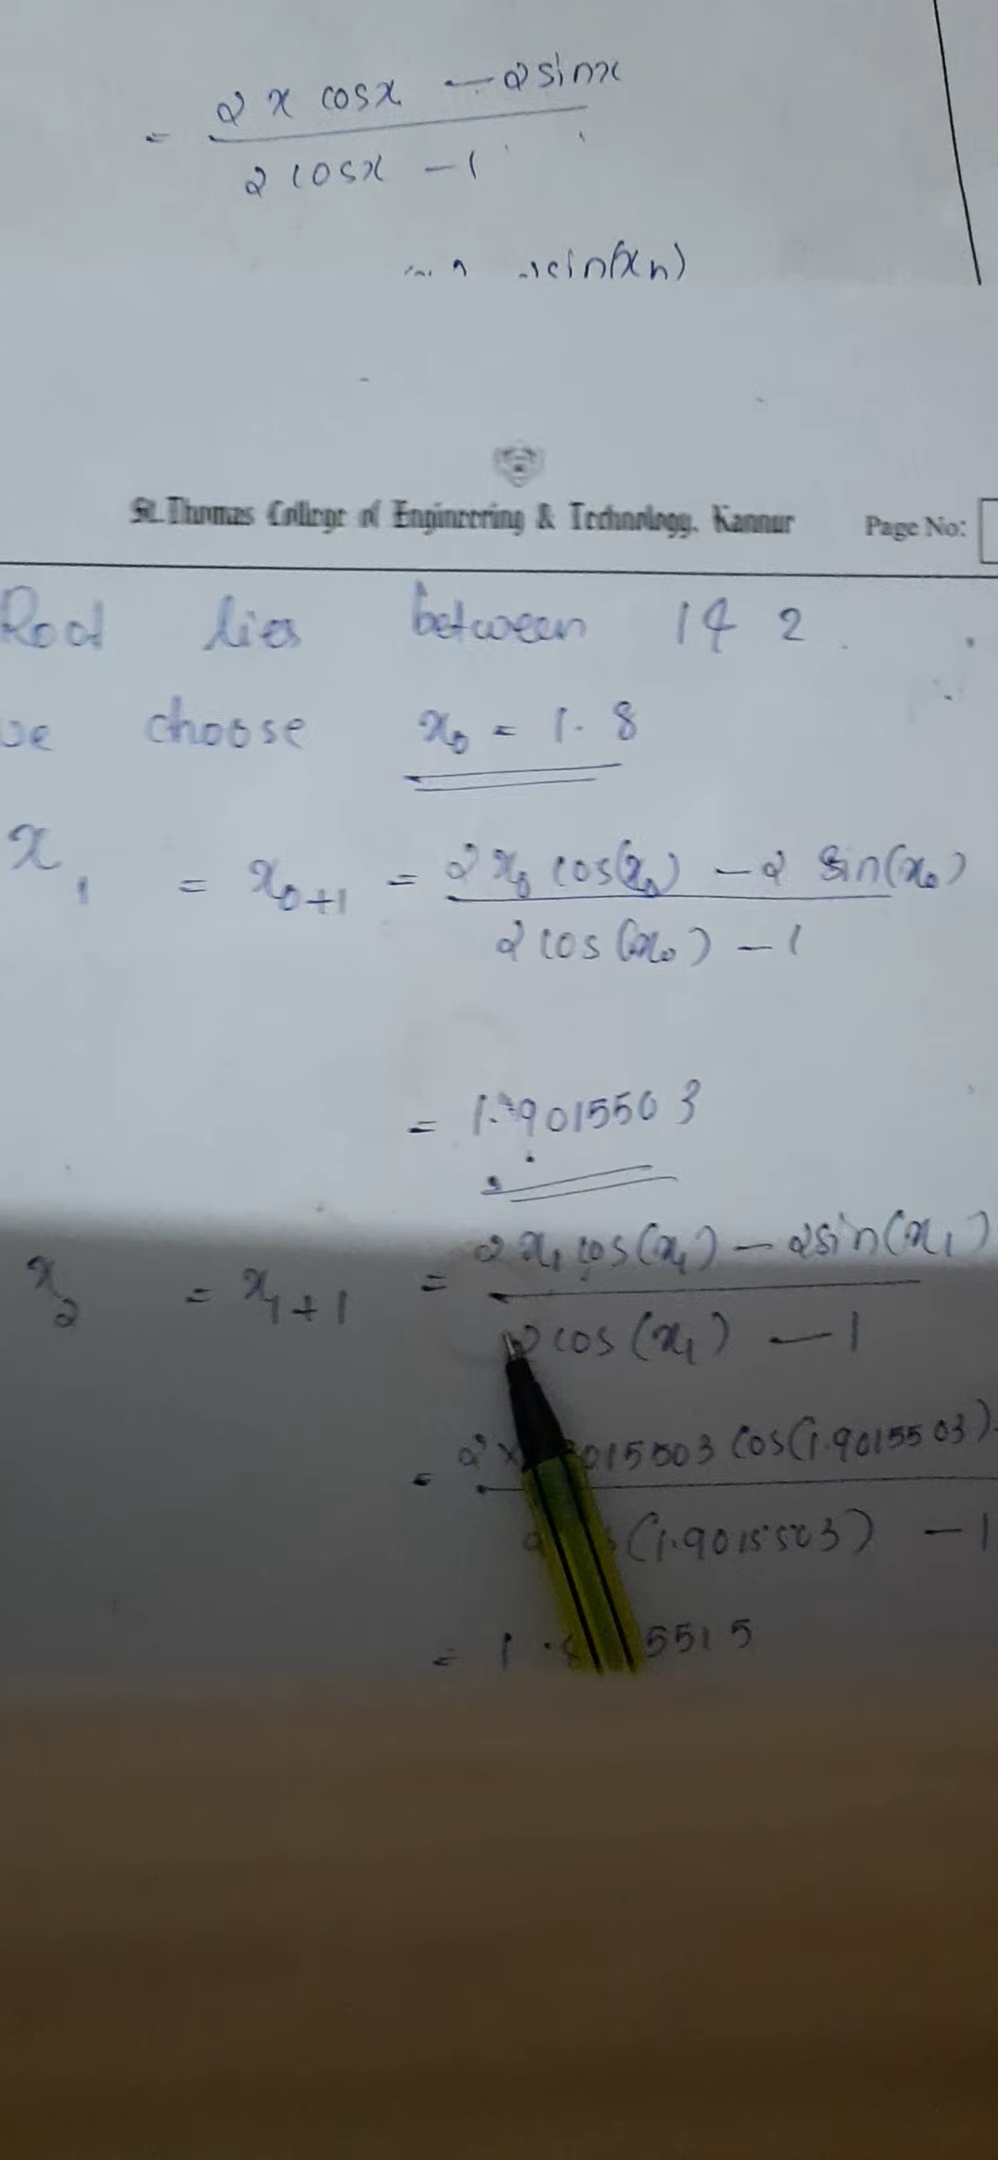 = 2 x cosx - 2 sinx
2 cosx - 1
sin(xn)
St. Thomas College of Engineering & Technology, Kannur Page No:
Root lies between 1 & 2.
we choose x0 = 1.8
x1 = x0+1 = 2x0 cos(x0) - 2 sin(x0)
2 cos(x0) - 1
= 1.9015503
x2 = x1+1 = 2x1 cos(x1) - 2sin(x1)
2 cos(x1) - 1
= 2x 015503 cos(1.9015503)
(1.9015503) - 1
= 1. 5515